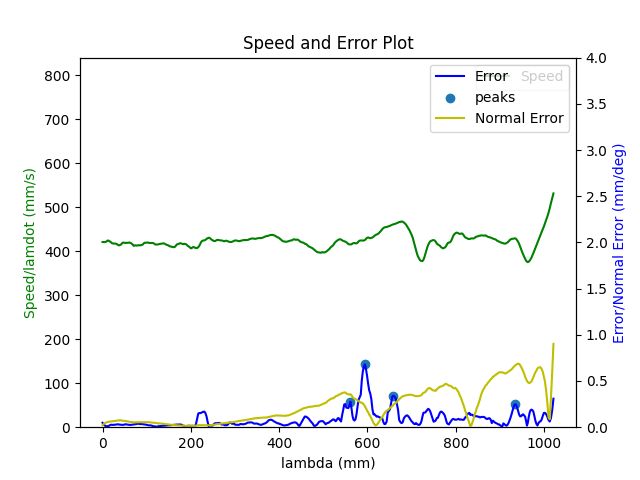 Speed and Error Plot
Speed/lamdot (mm/s)
800
700
600
500
400
300
200
100
0
Error
Speed
peaks
Normal Error
4.0
3.5
3.0
2.5
2.0
1.5
1.0
0.5
0.0
Error/Normal Error (mm/deg)
0 200 400 600 800 1000
lambda (mm)